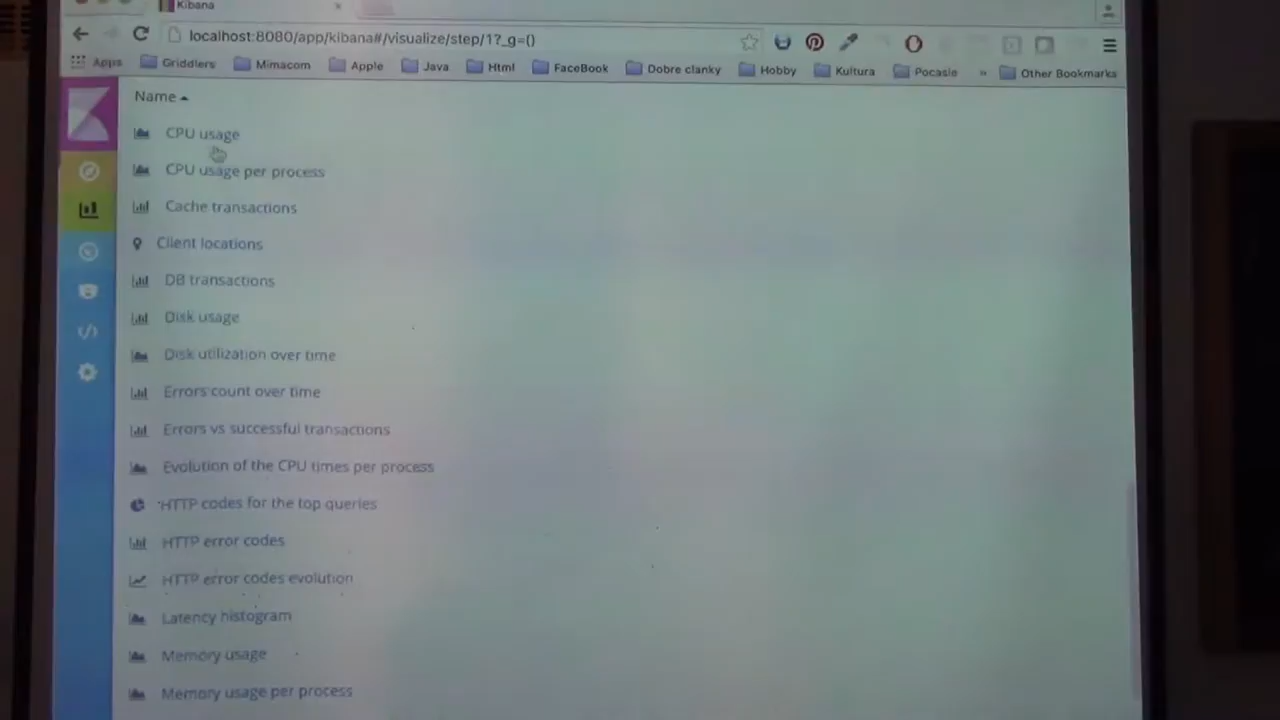 Kibana
localhost:8080/app/kibana#/visualize/step/1?_g=()
Apps Griddlers Mimacom Apple Java Html FaceBook Dobre clanky Hobby Kultura Pocasie » Other Bookmarks
Name
CPU usage
CPU usage per process
Cache transactions
Client locations
DB transactions
Disk usage
Disk utilization over time
Errors count over time
Errors vs successful transactions
Evolution of the CPU times per process
HTTP codes for the top queries
HTTP error codes
HTTP error codes evolution
Latency histogram
Memory usage
Memory usage per process